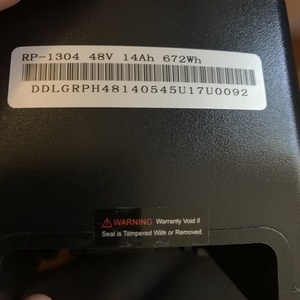 RP-1304 48V 14Ah 672Wh
DDLGRPH48140545U17U0092
WARNING Warranty Void if
Seal is Tampered With or Removed